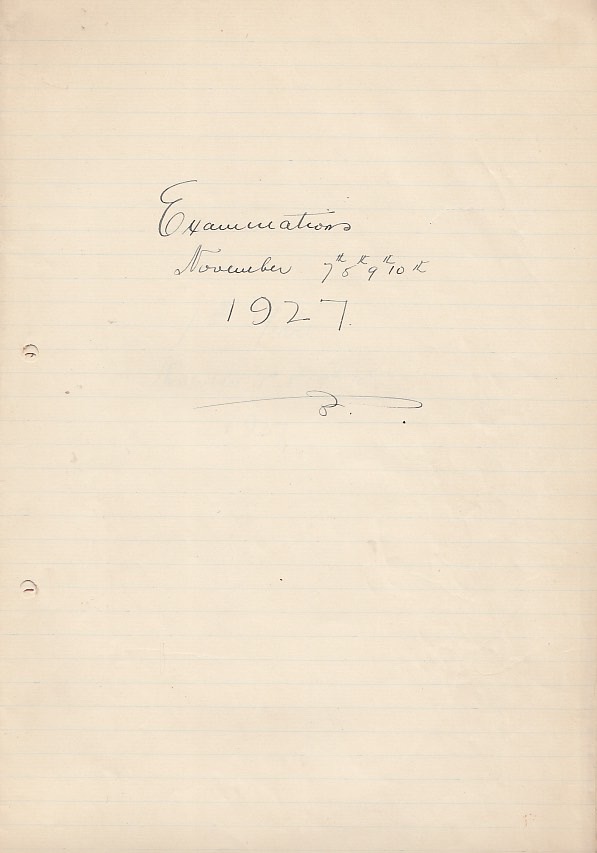 Examinations
November 7th 8th 9th 10th
1927.